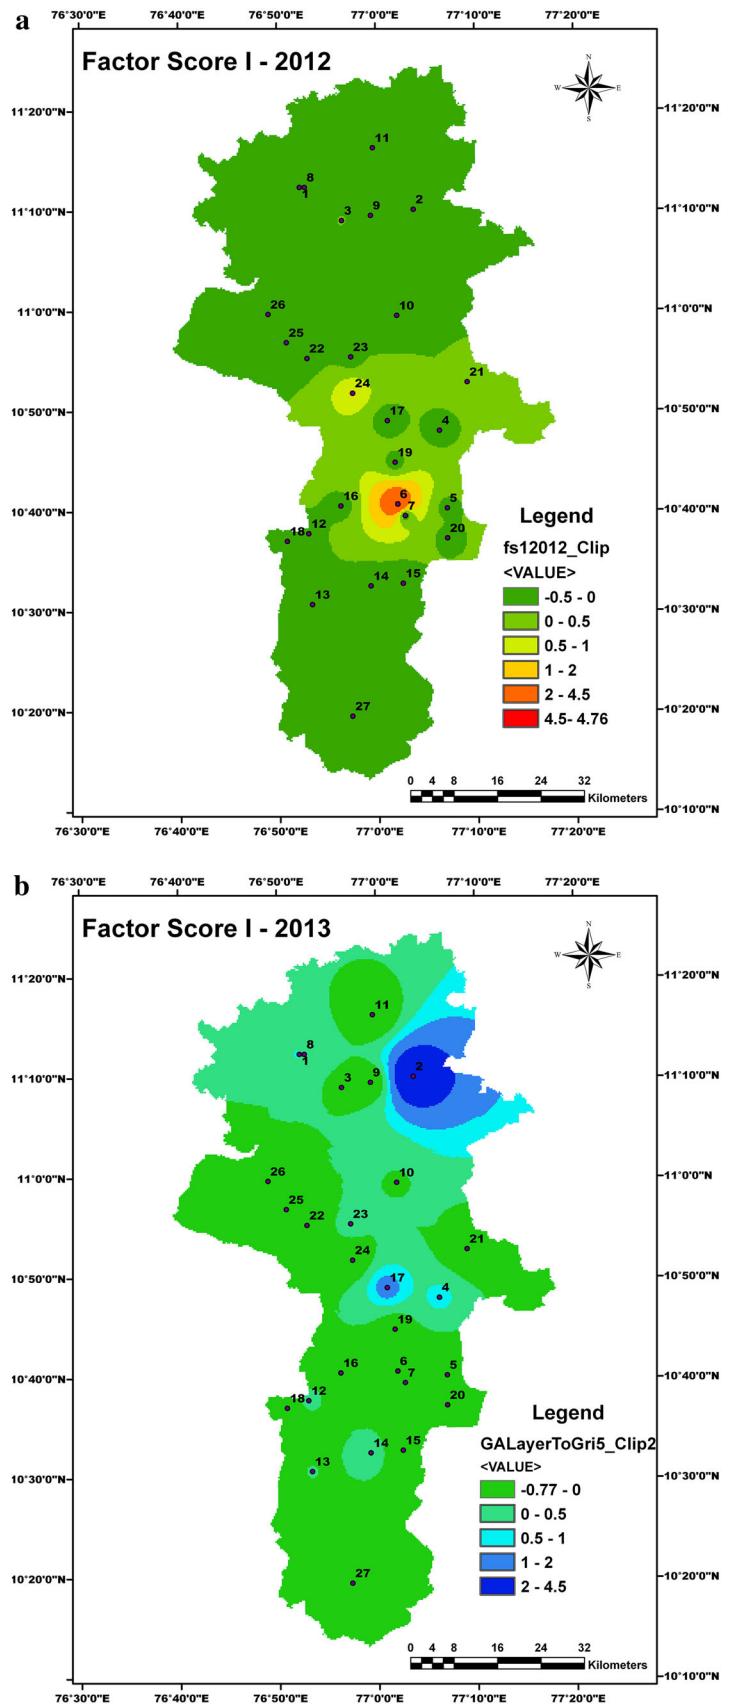 a
76°30'0"E 76°40'0"E 76°50'0"E 77°0'0"E 77°10'0"E 77°20'0"E
Factor Score I - 2012
N
W E
S
11°20'0"N 11°20'0"N
11
8
1
3 9 2
11°10'0"N 11°10'0"N
26 10
11°0'0"N 11°0'0"N
25
22 23
21
24
10°50'0"N 10°50'0"N
17 4
19
16 6 5
7
10°40'0"N 10°40'0"N
18 12 20
Legend
fs12012_Clip
<VALUE>
-0.5 - 0
0 - 0.5
0.5 - 1
1 - 2
2 - 4.5
4.5- 4.76
14 15
13
10°30'0"N 10°30'0"N
27
10°20'0"N 10°20'0"N
0 4 8 16 24 32
Kilometers
10°10'0"N
76°30'0"E 76°40'0"E 76°50'0"E 77°0'0"E 77°10'0"E 77°20'0"E
b
76°30'0"E 76°40'0"E 76°50'0"E 77°0'0"E 77°10'0"E 77°20'0"E
Factor Score I - 2013
N
W E
S
11°20'0"N 11°20'0"N
11
8
1
3 9 2
11°10'0"N 11°10'0"N
26 10
11°0'0"N 11°0'0"N
25
22 23
21
24
10°50'0"N 10°50'0"N
17 4
19
16 6 5
7
10°40'0"N 10°40'0"N
18 12 20
Legend
GALayerToGri5_Clip2
<VALUE>
-0.77 - 0
0 - 0.5
0.5 - 1
1 - 2
2 - 4.5
14 15
13
10°30'0"N 10°30'0"N
27
10°20'0"N 10°20'0"N
0 4 8 16 24 32
Kilometers
10°10'0"N
76°30'0"E 76°40'0"E 76°50'0"E 77°0'0"E 77°10'0"E 77°20'0"E